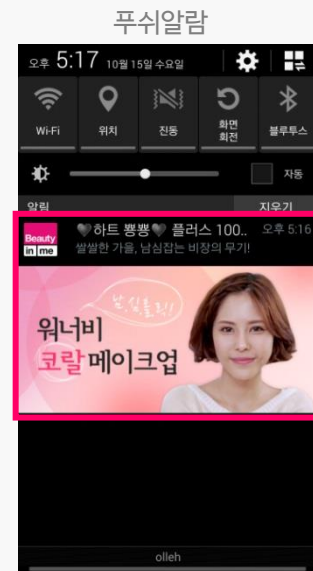 푸쉬알람
오후 5:17 10월 15일 수요일
Wi-Fi
위치
진동
화면
회전
블루투스
자동
알림
지우기
Beauty
in me
♥하트 뿅뿅♥ 플러스 100..
오후 5:16
쌀쌀한 가을, 남심잡는 비장의 무기!
남.심.홀.릭!!
워너비
코랄메이크업
olleh